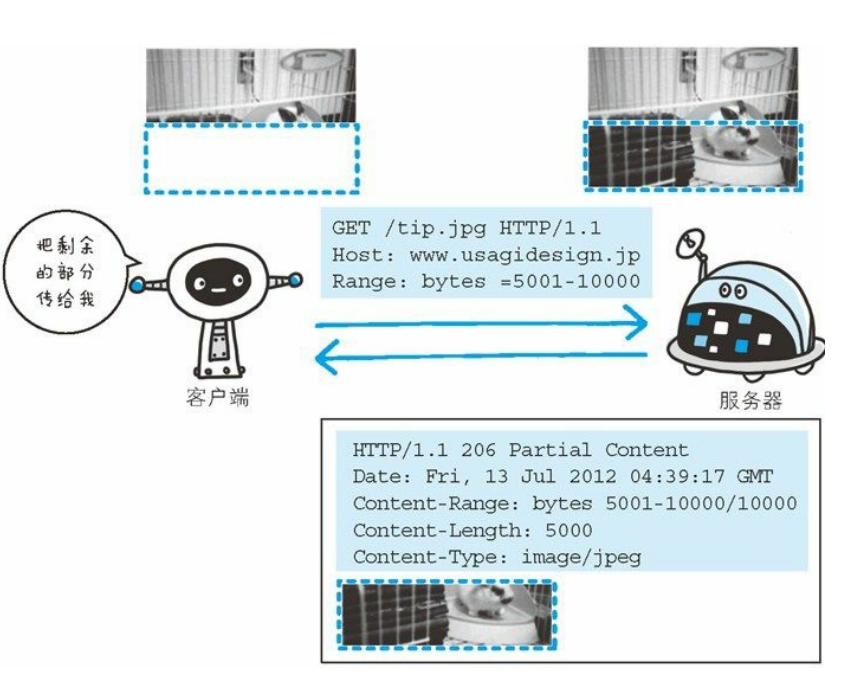 把剩余
的部分
传给我
GET /tip.jpg HTTP/1.1
Host: www.usagidesign.jp
Range: bytes =5001-10000
客户端
服务器
HTTP/1.1 206 Partial Content
Date: Fri, 13 Jul 2012 04:39:17 GMT
Content-Range: bytes 5001-10000/10000
Content-Length: 5000
Content-Type: image/jpeg